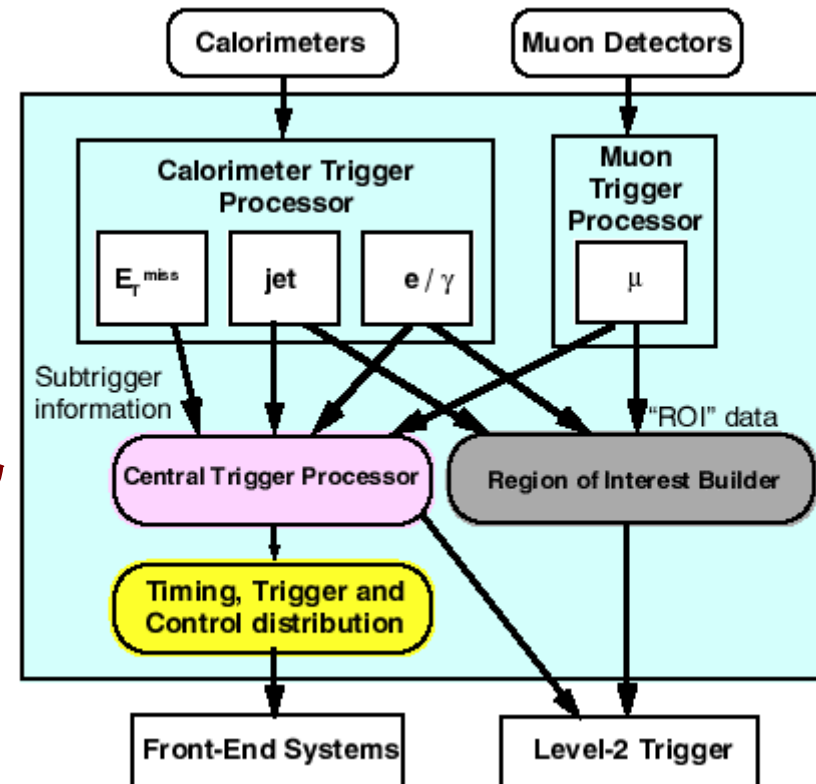 Calorimeters
Muon Detectors
Calorimeter Trigger
Processor
Muon
Trigger
Processor
E_T^miss
jet
e / γ
μ
Subtrigger
information
"ROI" data
Central Trigger Processor
Region of Interest Builder
Timing, Trigger and
Control distribution
Front-End Systems
Level-2 Trigger